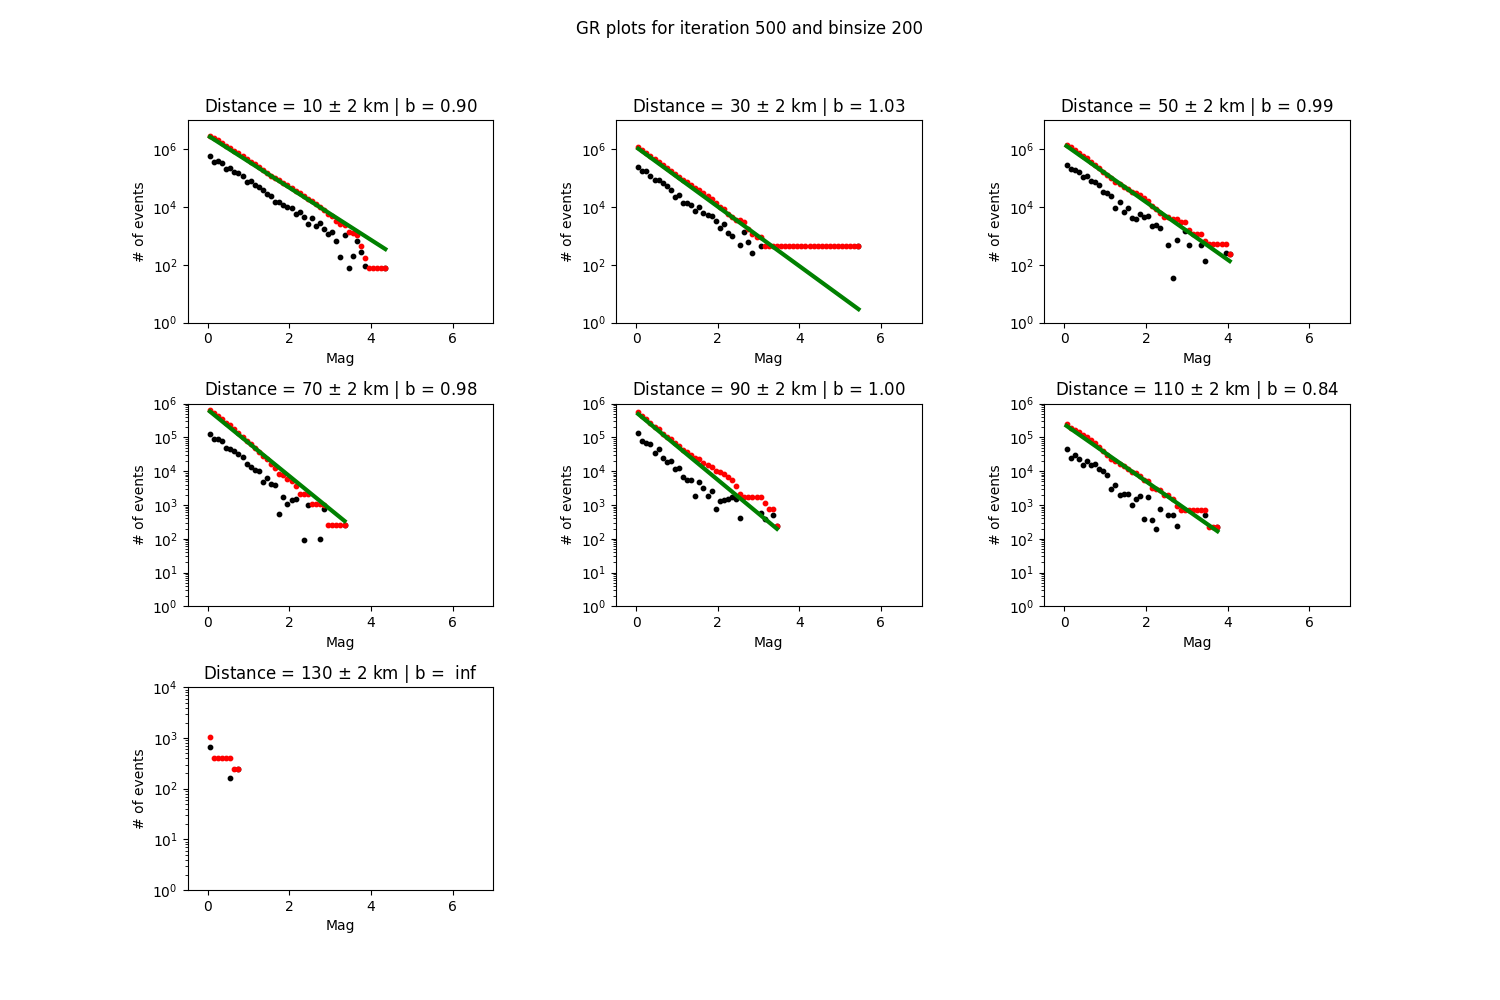 GR plots for iteration 500 and binsize 200
Distance = 10 ± 2 km | b = 0.90
# of events
10^6
10^4
10^2
10^0
0 2 4 6
Mag
Distance = 30 ± 2 km | b = 1.03
# of events
10^6
10^4
10^2
10^0
0 2 4 6
Mag
Distance = 50 ± 2 km | b = 0.99
# of events
10^6
10^4
10^2
10^0
0 2 4 6
Mag
Distance = 70 ± 2 km | b = 0.98
# of events
10^6
10^5
10^4
10^3
10^2
10^1
10^0
0 2 4 6
Mag
Distance = 90 ± 2 km | b = 1.00
# of events
10^6
10^5
10^4
10^3
10^2
10^1
10^0
0 2 4 6
Mag
Distance = 110 ± 2 km | b = 0.84
# of events
10^6
10^5
10^4
10^3
10^2
10^1
10^0
0 2 4 6
Mag
Distance = 130 ± 2 km | b =  inf
# of events
10^4
10^3
10^2
10^1
10^0
0 2 4 6
Mag